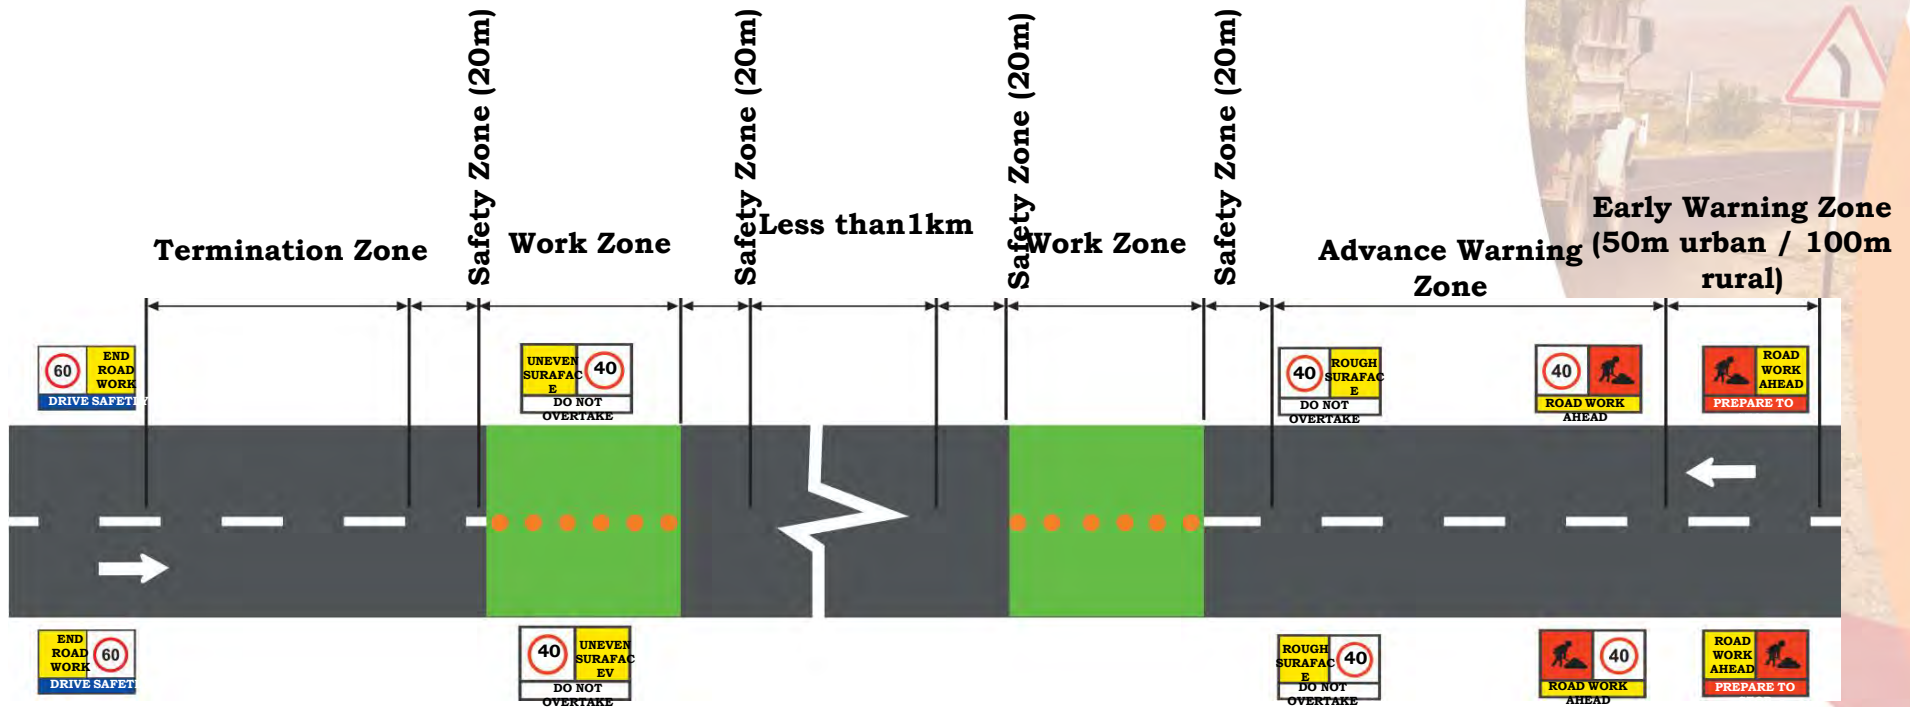 Safety Zone (20m)
Safety Zone (20m)
Safety Zone (20m)
Safety Zone (20m)
Termination Zone
Work Zone
Less than1km
Work Zone
Advance Warning
Zone
Early Warning Zone
(50m urban / 100m
rural)
60
END
ROAD
WORK
DRIVE SAFETLY
UNEVEN
SURAFAC
E
40
DO NOT
OVERTAKE
40
ROUGH
SURAFAC
E
DO NOT
OVERTAKE
40
ROAD WORK
AHEAD
ROAD
WORK
AHEAD
PREPARE TO
END
ROAD
WORK
60
DRIVE SAFETL
40
UNEVEN
SURAFAC
EV
DO NOT
OVERTAKE
ROUGH
SURAFAC
E
40
DO NOT
OVERTAKE
40
ROAD WORK
AHEAD
ROAD
WORK
AHEAD
PREPARE TO